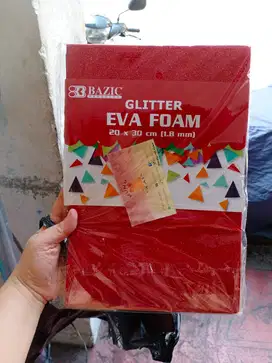 BAZIC
GLITTER
EVA FOAM
20 x 30 cm (1.8 mm)